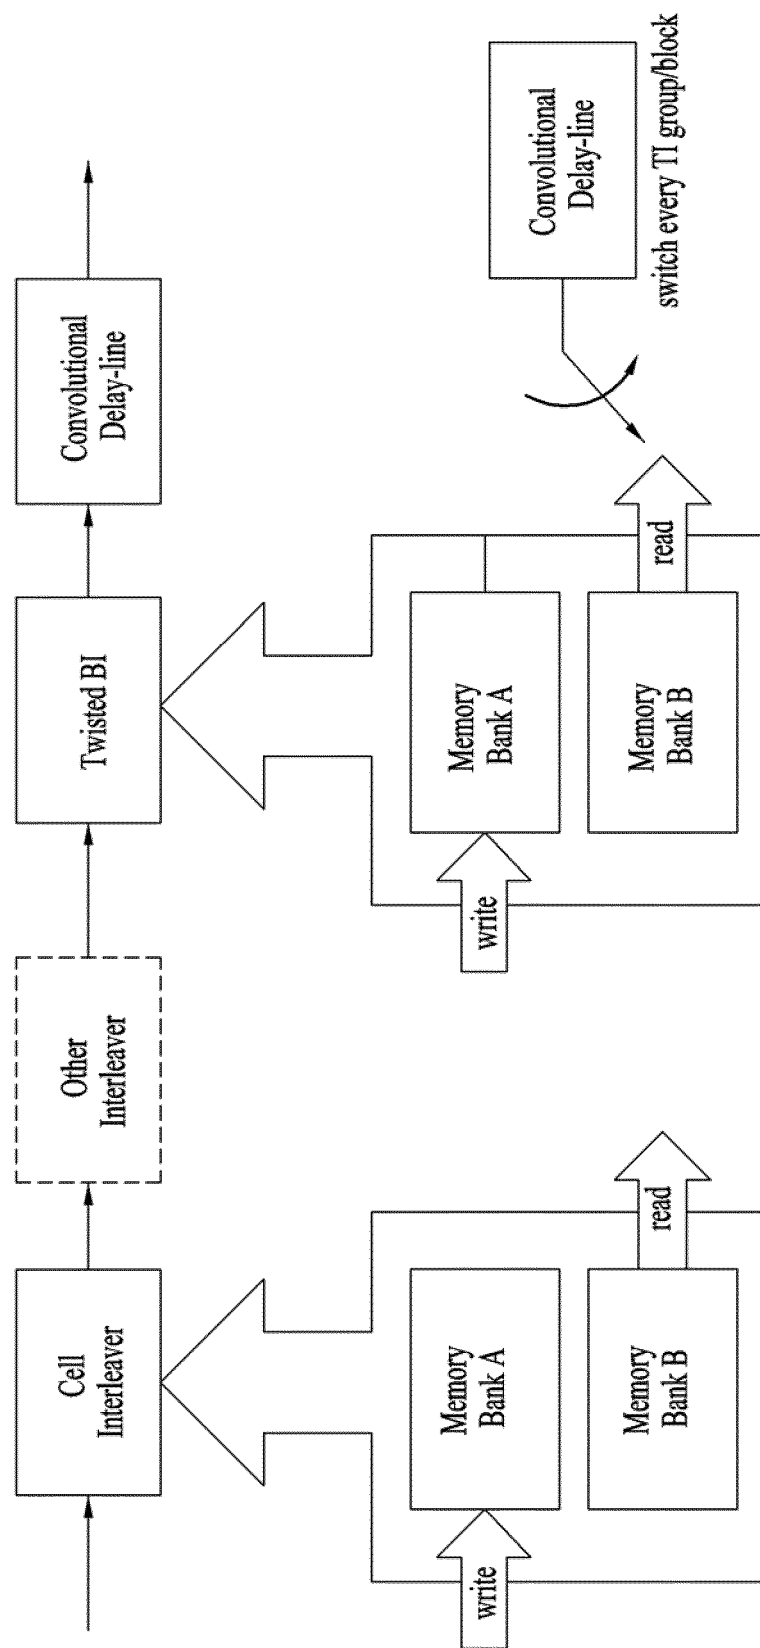 Cell
Interleaver
Other
Interleaver
Twisted BI
Convolutional
Delay-line
write
Memory
Bank A
Memory
Bank B
read
write
Memory
Bank A
Memory
Bank B
read
Convolutional
Delay-line
switch every TI group/block